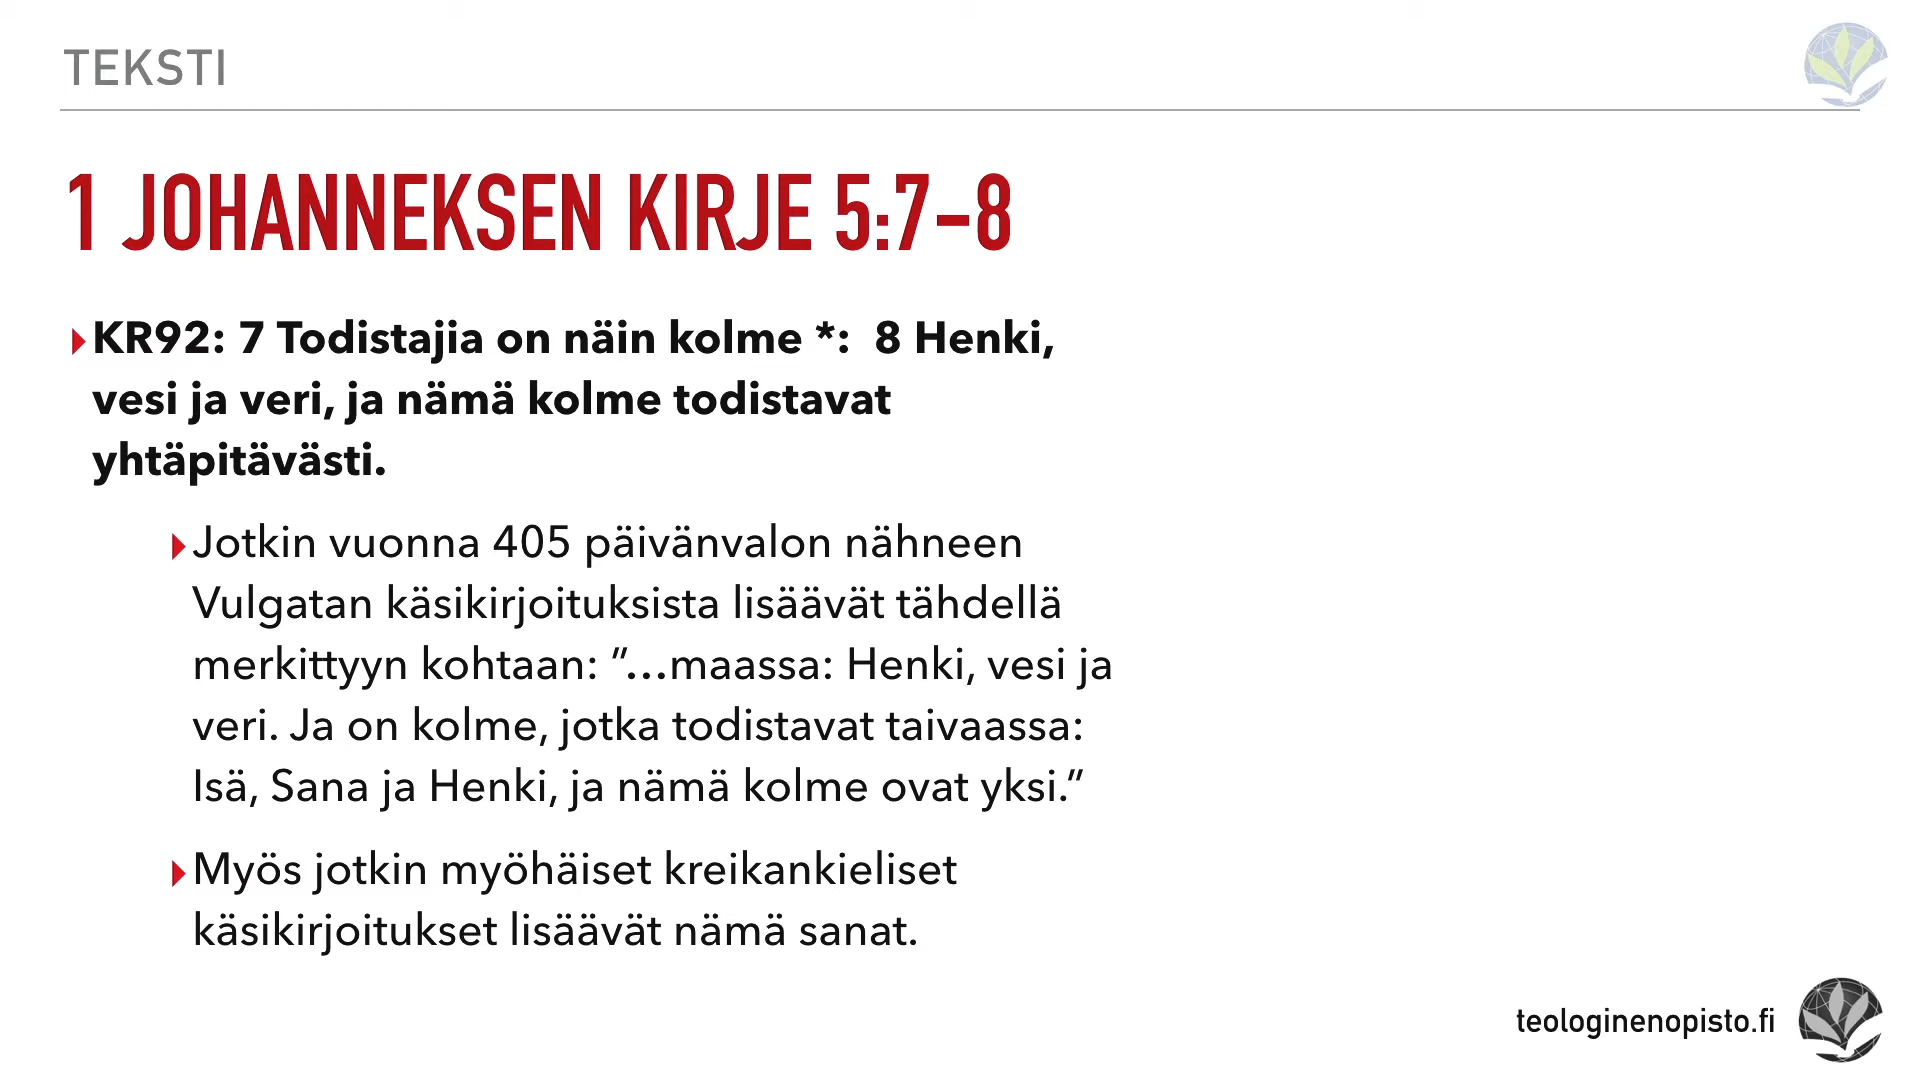 TEKSTI
1 JOHANNEKSEN KIRJE 5:7–8
KR92: 7 Todistajia on näin kolme *:  8 Henki,
vesi ja veri, ja nämä kolme todistavat
yhtäpitävästi.
Jotkin vuonna 405 päivänvalon nähneen
Vulgatan käsikirjoituksista lisäävät tähdellä
merkittyyn kohtaan: ”…maassa: Henki, vesi ja
veri. Ja on kolme, jotka todistavat taivaassa:
Isä, Sana ja Henki, ja nämä kolme ovat yksi.”
Myös jotkin myöhäiset kreikankieliset
käsikirjoitukset lisäävät nämä sanat.
teologinenopisto.fi